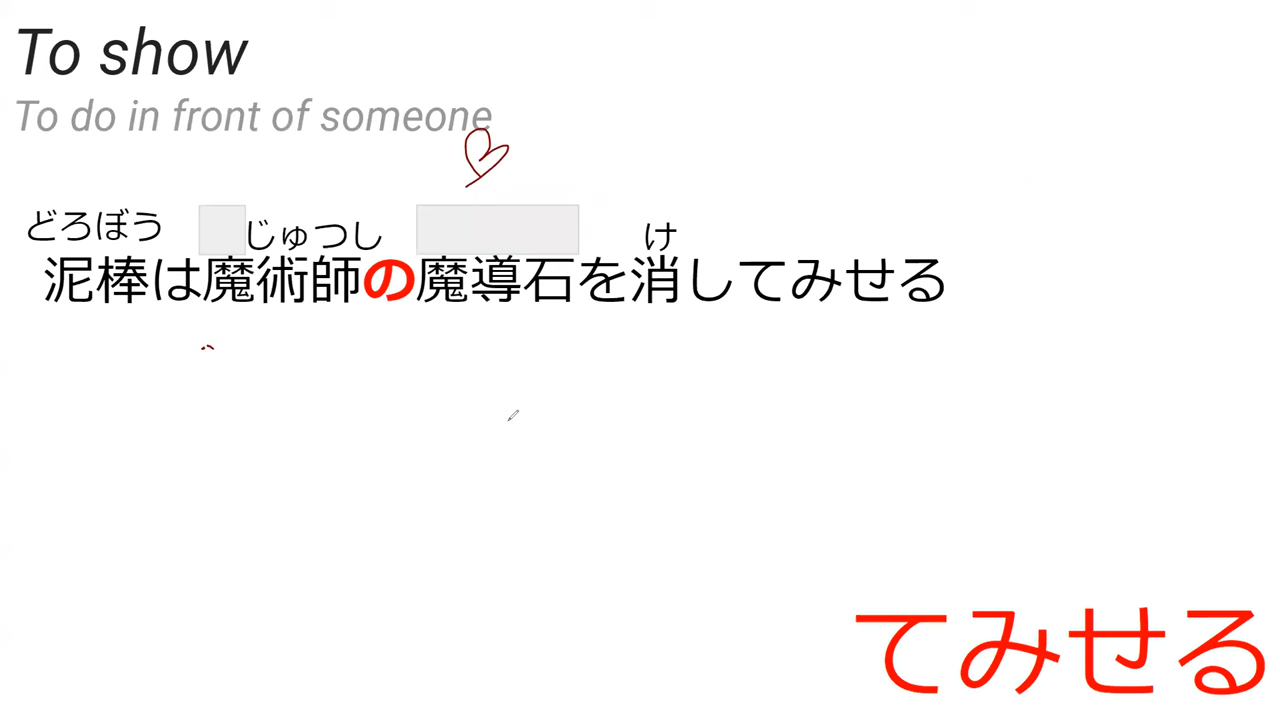 To show
To do in front of someone
どろぼう じゅつし け
泥棒は魔術師の魔導石を消してみせる
てみせる